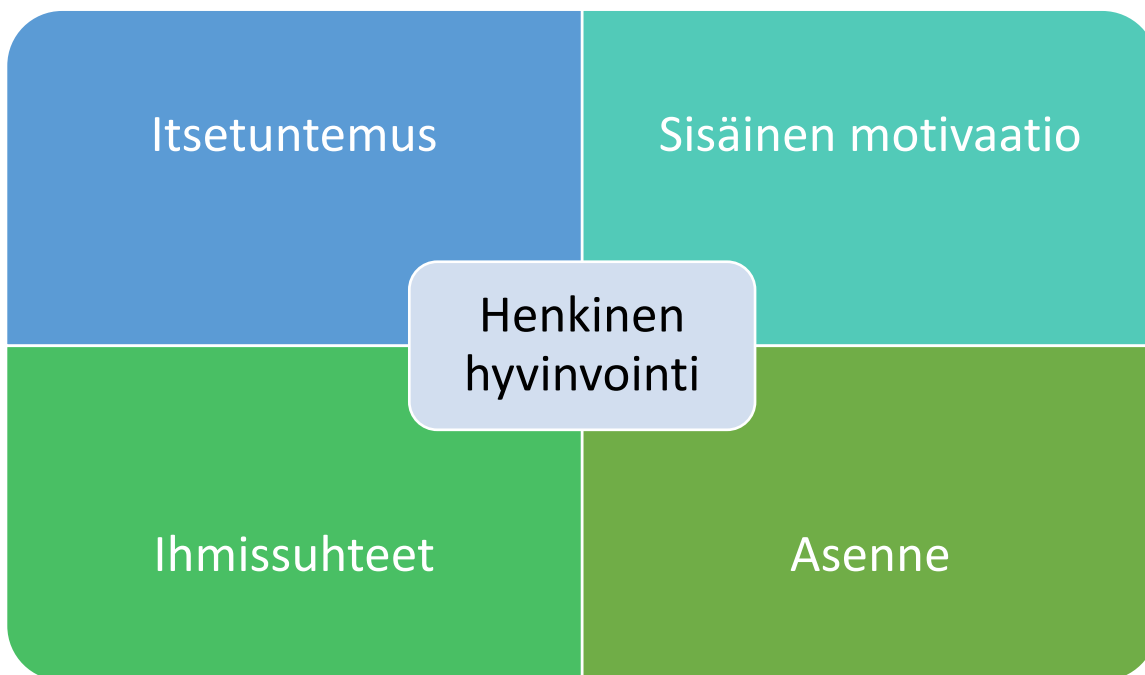 Itsetuntemus
Sisäinen motivaatio
Henkinen
hyvinvointi
Ihmissuhteet
Asenne